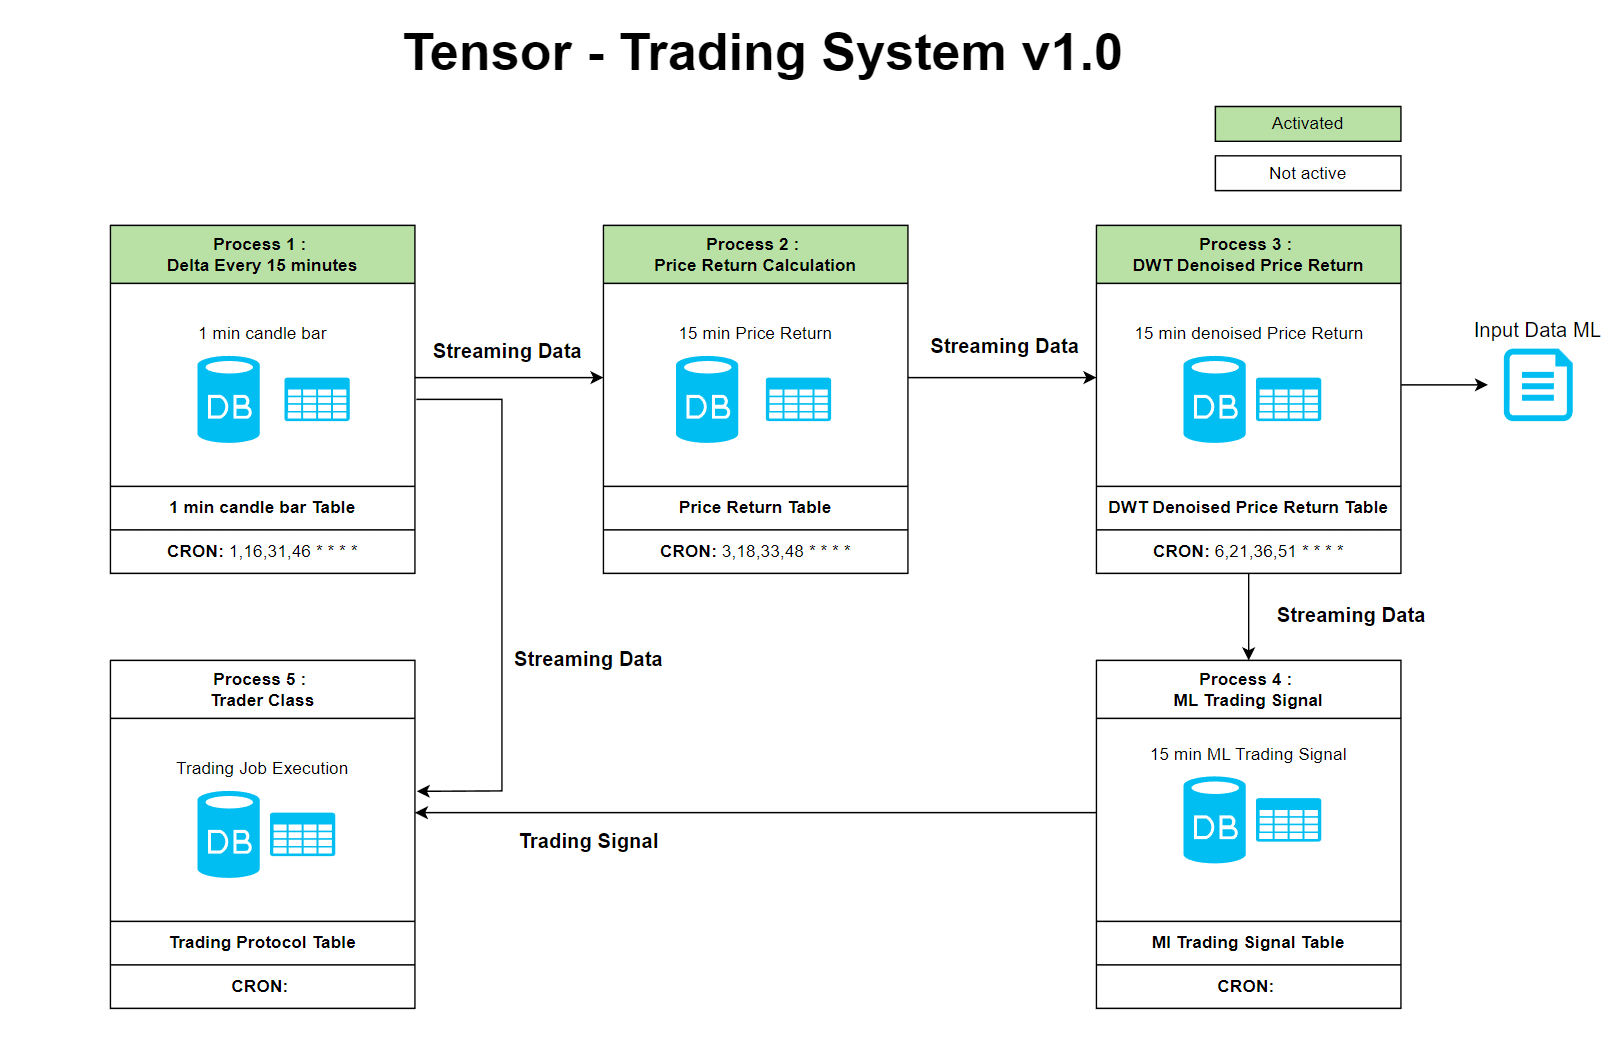 Tensor - Trading System v1.0
Activated
Not active
Process 1 :
Delta Every 15 minutes
1 min candle bar
DB
1 min candle bar Table
CRON: 1,16,31,46 * * * *
Streaming Data
Process 2 :
Price Return Calculation
15 min Price Return
DB
Price Return Table
CRON: 3,18,33,48 * * * *
Streaming Data
Process 3 :
DWT Denoised Price Return
15 min denoised Price Return
DB
DWT Denoised Price Return Table
CRON: 6,21,36,51 * * * *
Input Data ML
Streaming Data
Streaming Data
Process 5 :
Trader Class
Trading Job Execution
DB
Trading Protocol Table
CRON:
Trading Signal
Process 4 :
ML Trading Signal
15 min ML Trading Signal
DB
Ml Trading Signal Table
CRON: